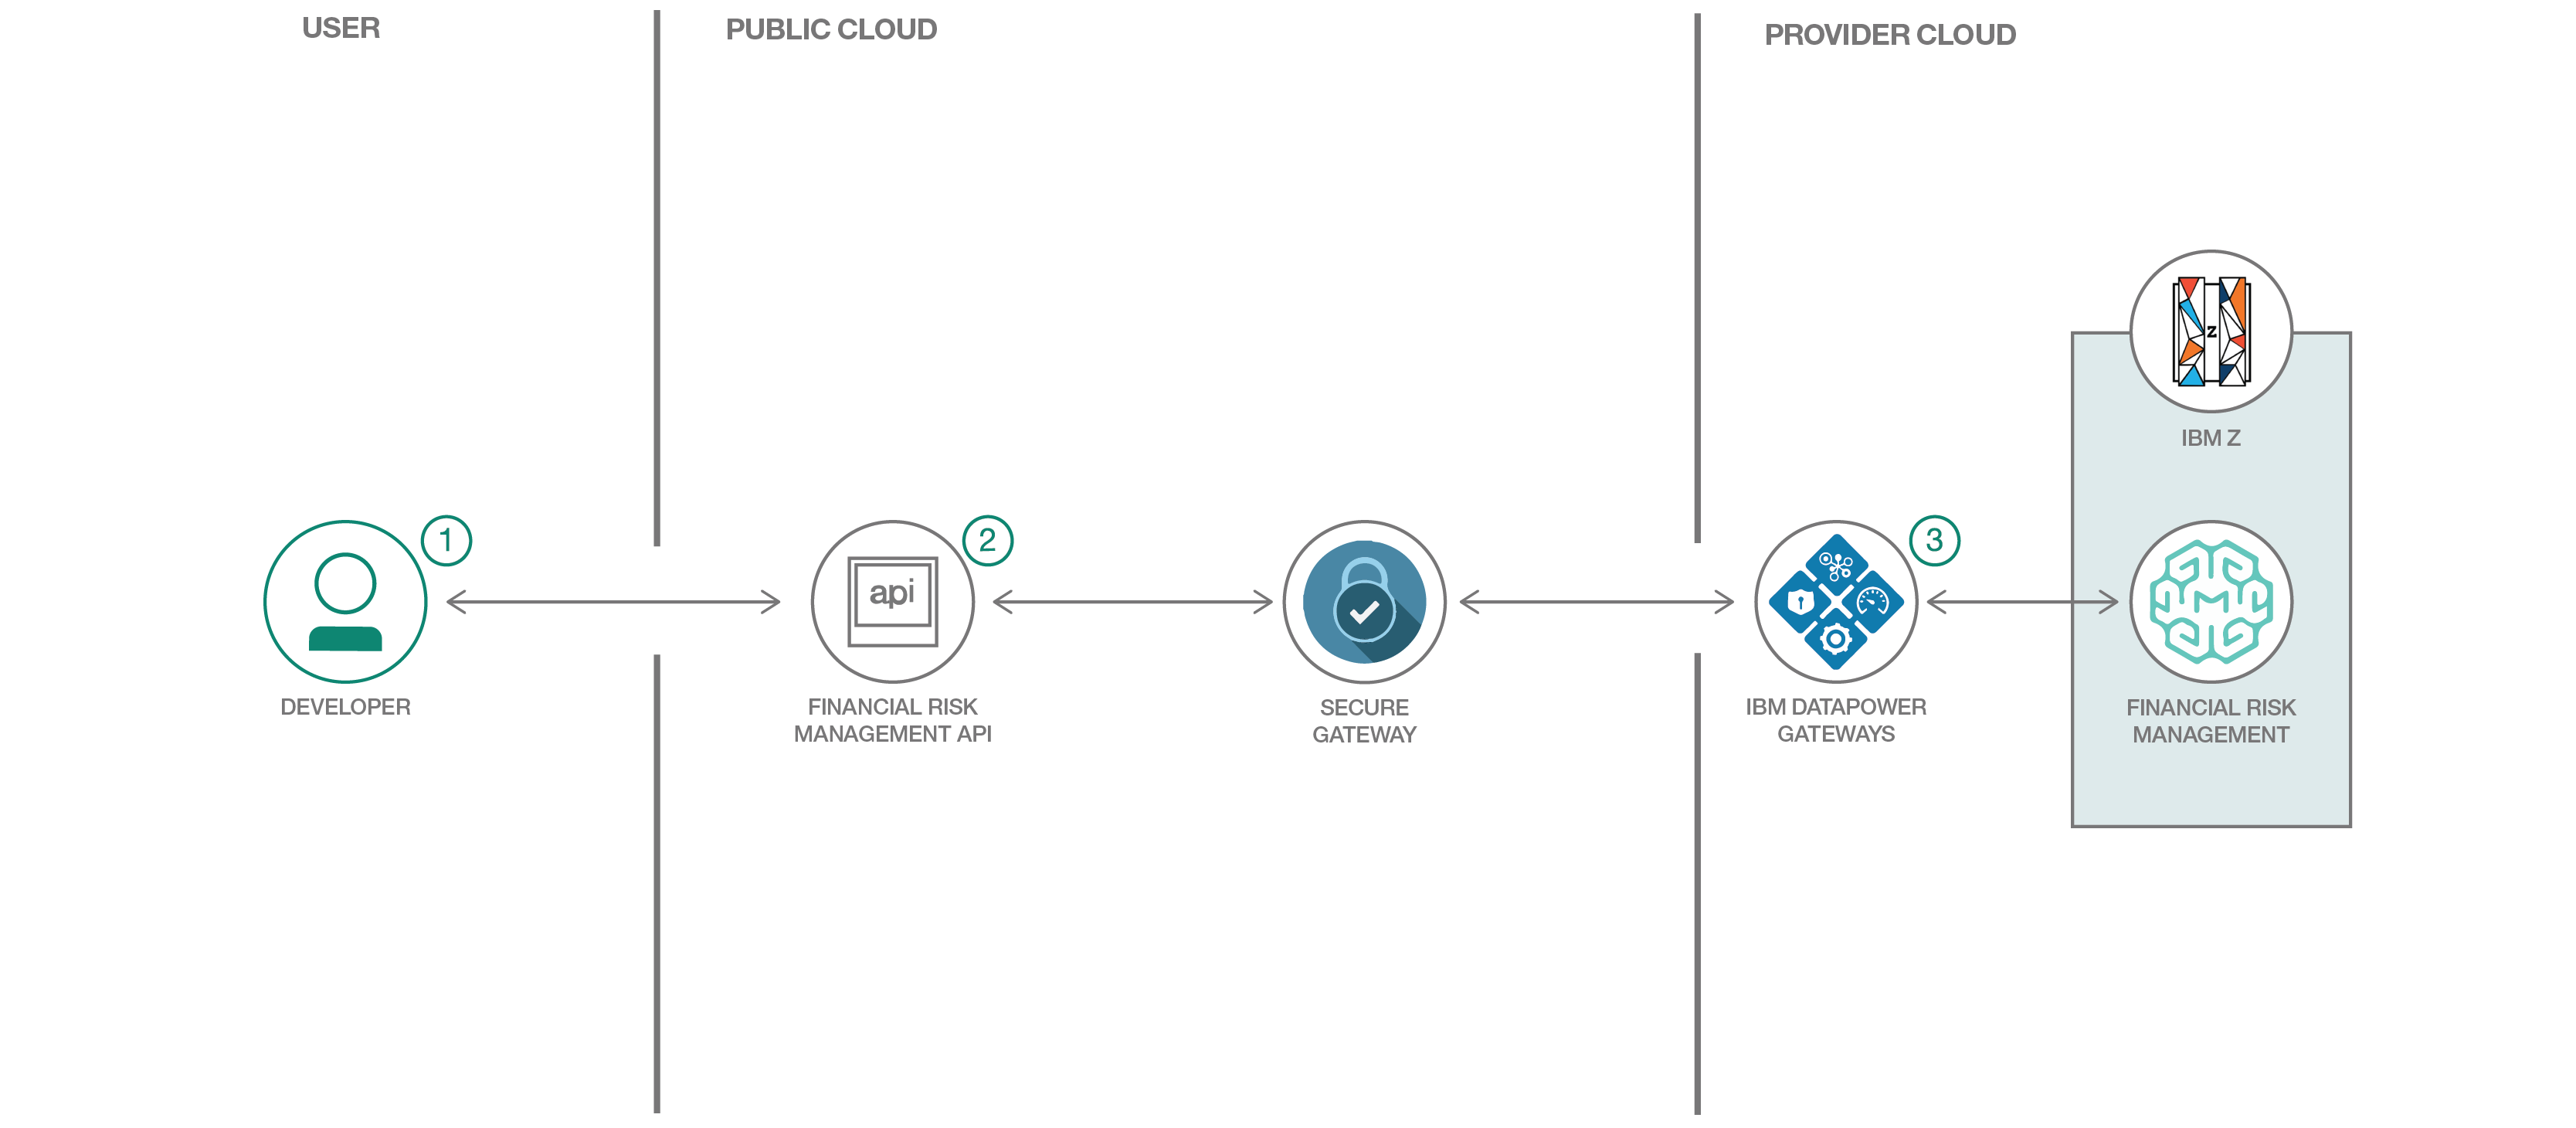 USER
PUBLIC CLOUD
PROVIDER CLOUD
Z
IBM Z
1
2
3
api
DEVELOPER
FINANCIAL RISK
MANAGEMENT API
SECURE
GATEWAY
IBM DATAPOWER
GATEWAYS
FINANCIAL RISK
MANAGEMENT